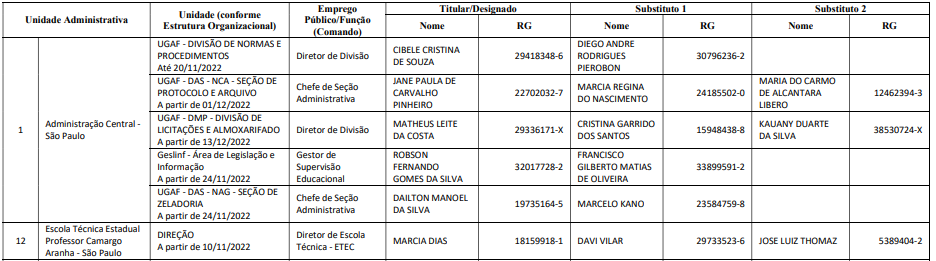 Unidade Administrativa
Unidade (conforme
Estrutura Organizacional)
Emprego
Público/Função
(Comando)
Titular/Designado
Substituto 1
Substituto 2
Nome
RG
Nome
RG
Nome
RG
1
Administração Central -
São Paulo
UGAF - DIVISÃO DE NORMAS E
PROCEDIMENTOS
Até 20/11/2022
Diretor de Divisão
CIBELE CRISTINA
DE SOUZA
29418348-6
DIEGO ANDRE
RODRIGUES
PIEROBON
30796236-2
UGAF - DAS - NCA - SEÇÃO DE
PROTOCOLO E ARQUIVO
A partir de 01/12/2022
Chefe de Seção
Administrativa
JANE PAULA DE
CARVALHO
PINHEIRO
22702032-7
MARCIA REGINA
DO NASCIMENTO
24185502-0
MARIA DO CARMO
DE ALCANTARA
LIBERO
12462394-3
UGAF - DMP - DIVISÃO DE
LICITAÇÕES E ALMOXARIFADO
A partir de 13/12/2022
Diretor de Divisão
MATHEUS LEITE
DA COSTA
29336171-X
CRISTINA GARRIDO
DOS SANTOS
15948438-8
KAUANY DUARTE
DA SILVA
38530724-X
Geslinf - Área de Legislação e
Informação
A partir de 24/11/2022
Gestor de
Supervisão
Educacional
ROBSON
FERNANDO
GOMES DA SILVA
32017728-2
FRANCISCO
GILBERTO MATIAS
DE OLIVEIRA
33899591-2
UGAF - DAS - NAG - SEÇÃO DE
ZELADORIA
A partir de 24/11/2022
Chefe de Seção
Administrativa
DAILTON MANOEL
DA SILVA
19735164-5
MARCELO KANO
23584759-8
12
Escola Técnica Estadual
Professor Camargo
Aranha - São Paulo
DIREÇÃO
A partir de 10/11/2022
Diretor de Escola
Técnica - ETEC
MARCIA DIAS
18159918-1
DAVI VILAR
29733523-6
JOSE LUIZ THOMAZ
5389404-2